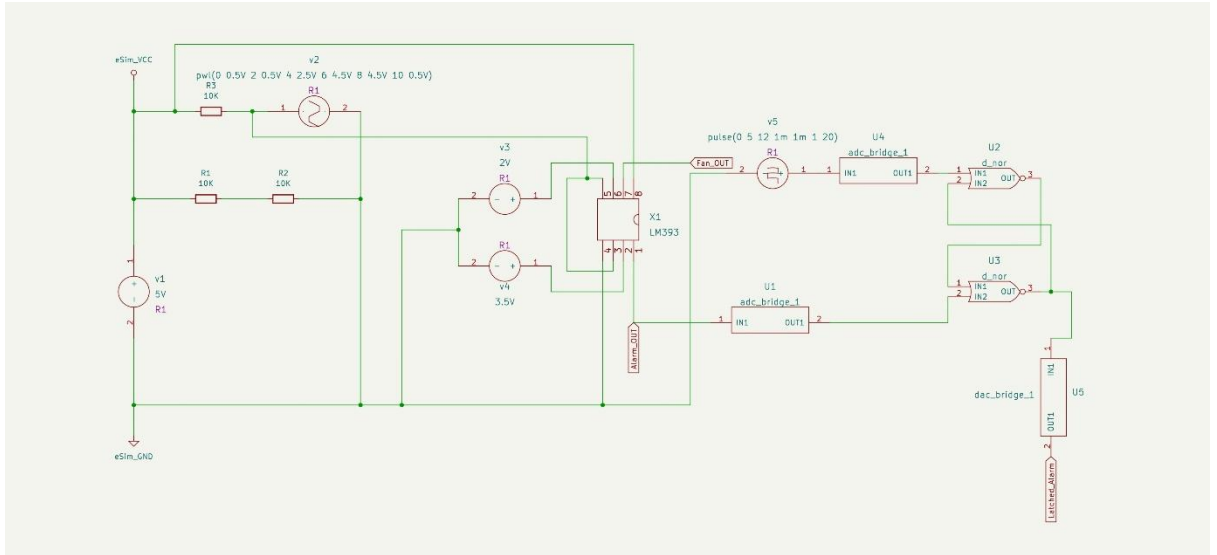 eSim_VCC
v2
pwl(0 0.5V 2 0.5V 4 2.5V 6 4.5V 8 4.5V 10 0.5V)
R3
10K
R1
1
2
R1
10K
R2
10K
v3
2V
R1
2
1
- +
R1
2
1
- +
v4
3.5V
5 6 7 8
4 3 2 1
X1
LM393
Fan_OUT
Alarm_OUT
v5
pulse(0 5 12 1m 1m 1 20)
R1
2
1
U4
adc_bridge_1
1
IN1
OUT1
2
U2
d_nor
1
2
IN1
IN2
OUT
3
U3
d_nor
1
2
IN1
IN2
OUT
3
U1
adc_bridge_1
1
IN1
OUT1
2
1
IN1
dac_bridge_1
U5
OUT1
2
Latched_Alarm
1
+
-
2
v1
5V
R1
eSim_GND